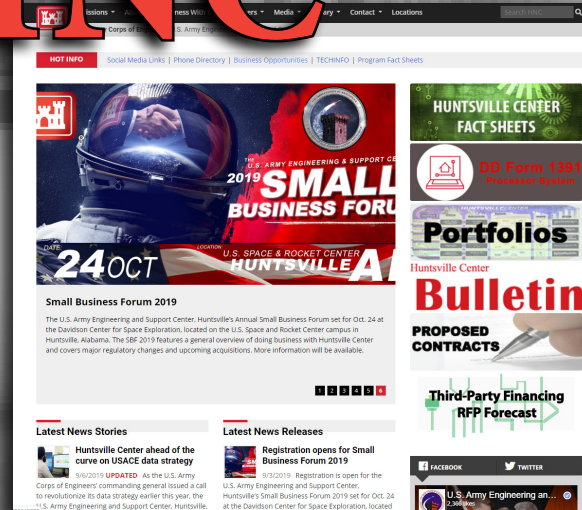 HNC
issions
ness With
ers
Media
ary
Contact
Locations
Search HNC
Corps of En
U.S. Army Engine
HOT INFO
Social Media Links | Phone Directory | Business Opportunities | TECHINFO | Program Fact Sheets
THE U.S. ARMY ENGINEERING & SUPPORT CE
2019 SMALL
BUSINESS FORU
DATE:
24OCT
LOCATION:
U.S. SPACE & ROCKET CENTER
HUNTSVILLE A
Small Business Forum 2019
The U.S. Army Engineering and Support Center, Huntsville's Annual Small Business Forum set for Oct. 24 at
the Davidson Center for Space Exploration, located on the U.S. Space and Rocket Center campus in
Huntsville, Alabama. The SBF 2019 features a general overview of doing business with Huntsville Center
and covers major regulatory changes and upcoming acquisitions. More information will be available.
1 2 3 4 5 6
Latest News Stories
Huntsville Center ahead of the
curve on USACE data strategy
9/6/2019 UPDATED As the U.S. Army
Corps of Engineers' commanding general issued a call
to revolutionize its data strategy earlier this year, the
U.S. Army Engineering and Support Center, Huntsville,
Latest News Releases
Registration opens for Small
Business Forum 2019
9/3/2019 Registration is open for the
U.S. Army Engineering and Support Center,
Huntsville's Small Business Forum 2019 set for Oct. 24
at the Davidson Center for Space Exploration, located
HUNTSVILLE CENTER
FACT SHEETS
DD Form 1391
Processor System
Portfolios
Huntsville Center
Bulletin
PROPOSED
CONTRACTS
Third-Party Financing
RFP Forecast
FACEBOOK
TWITTER
U.S. Army Engineering an...
2,366 likes